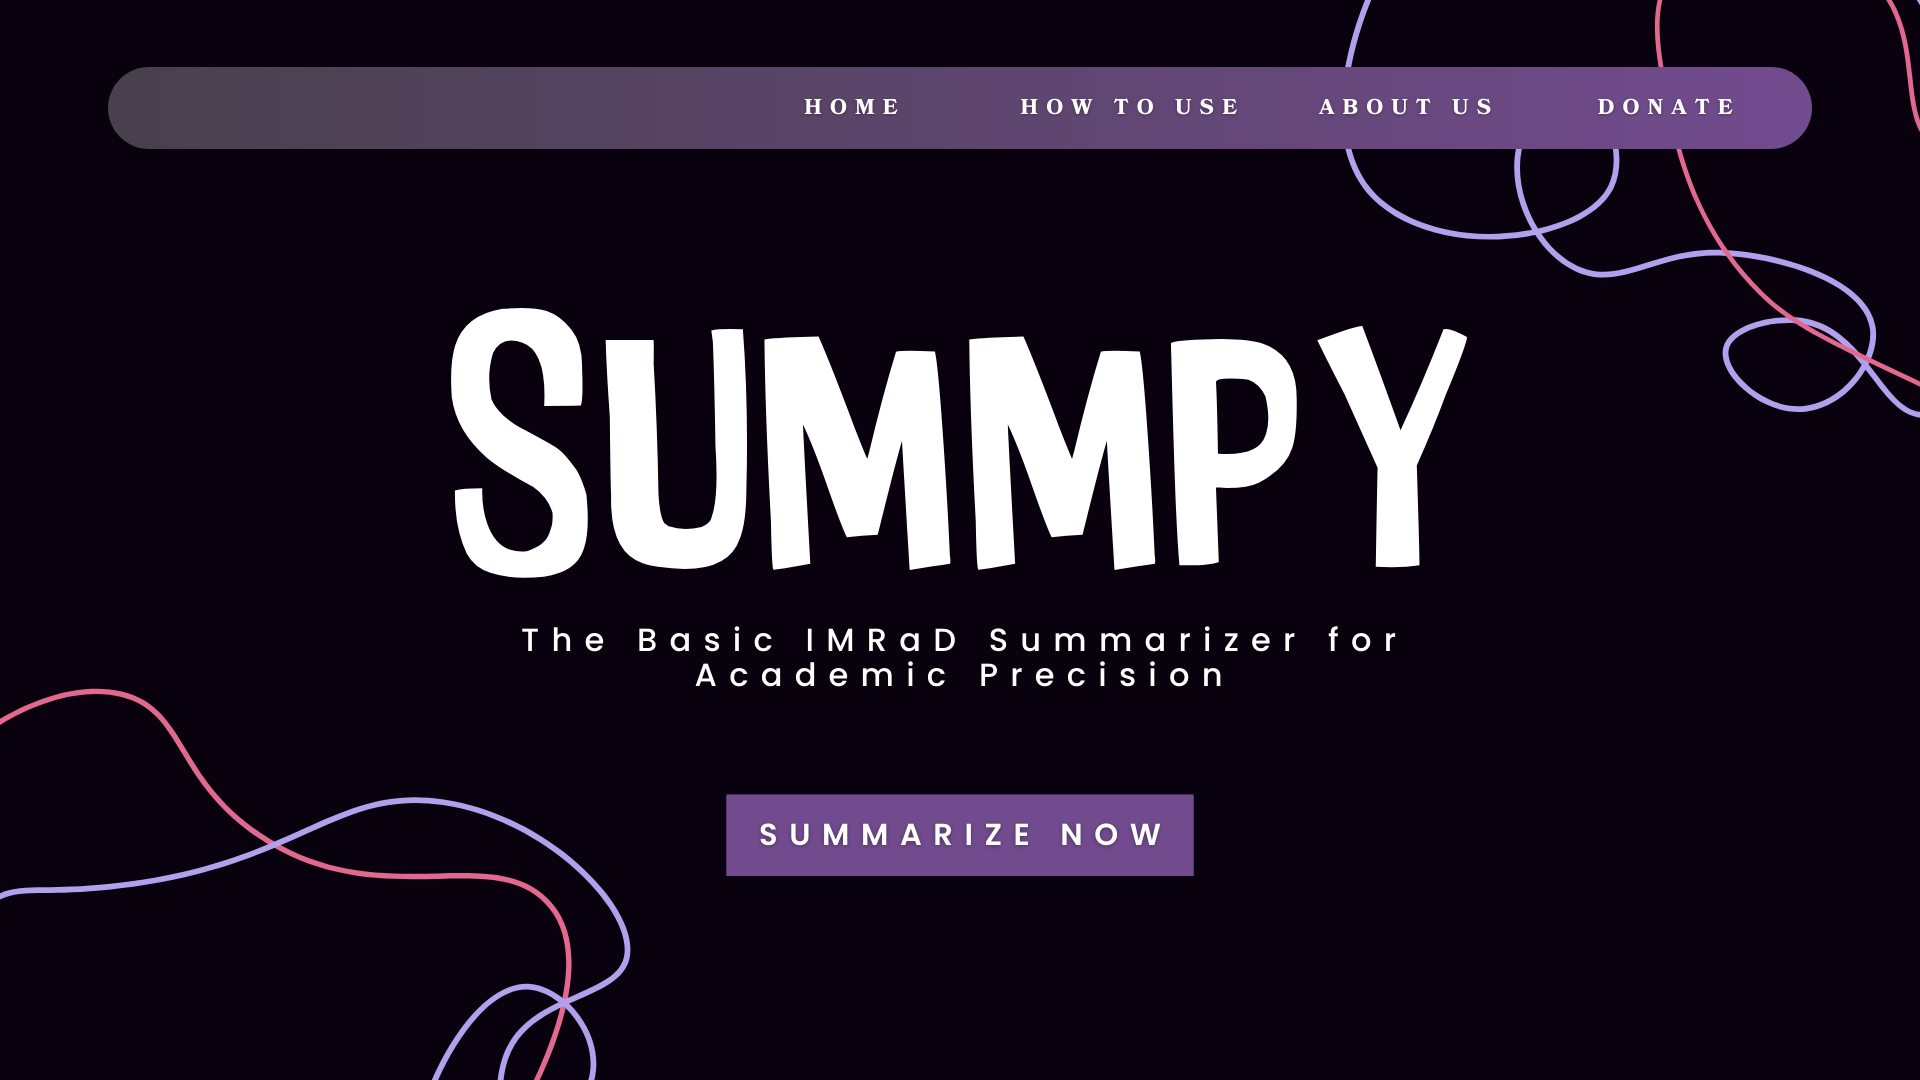 HOME HOW TO USE ABOUT US DONATE
SUMMPY
The Basic IMRaD Summarizer for
Academic Precision
SUMMARIZE NOW